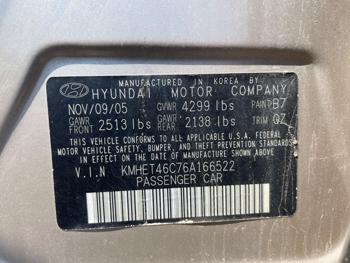 MANUFACTURED IN KOREA BY
HYUNDAI MOTOR COMPANY
NOV/09/05 GVWR 4299 lbs PAINT B7
GAWR FRONT 2513 lbs GAWR REAR 2138 lbs TRIM QZ
THIS VEHICLE CONFORMS TO ALL APPLICABLE FEDERAL
MOTOR VEHICLE SAFETY, BUMPER, AND THEFT PREVENTION
STANDARDS IN EFFECT ON THE DATE OF MANUFACTURE SHOWN ABOVE.
V.I.N KMHET46C76A166522
PASSENGER CAR